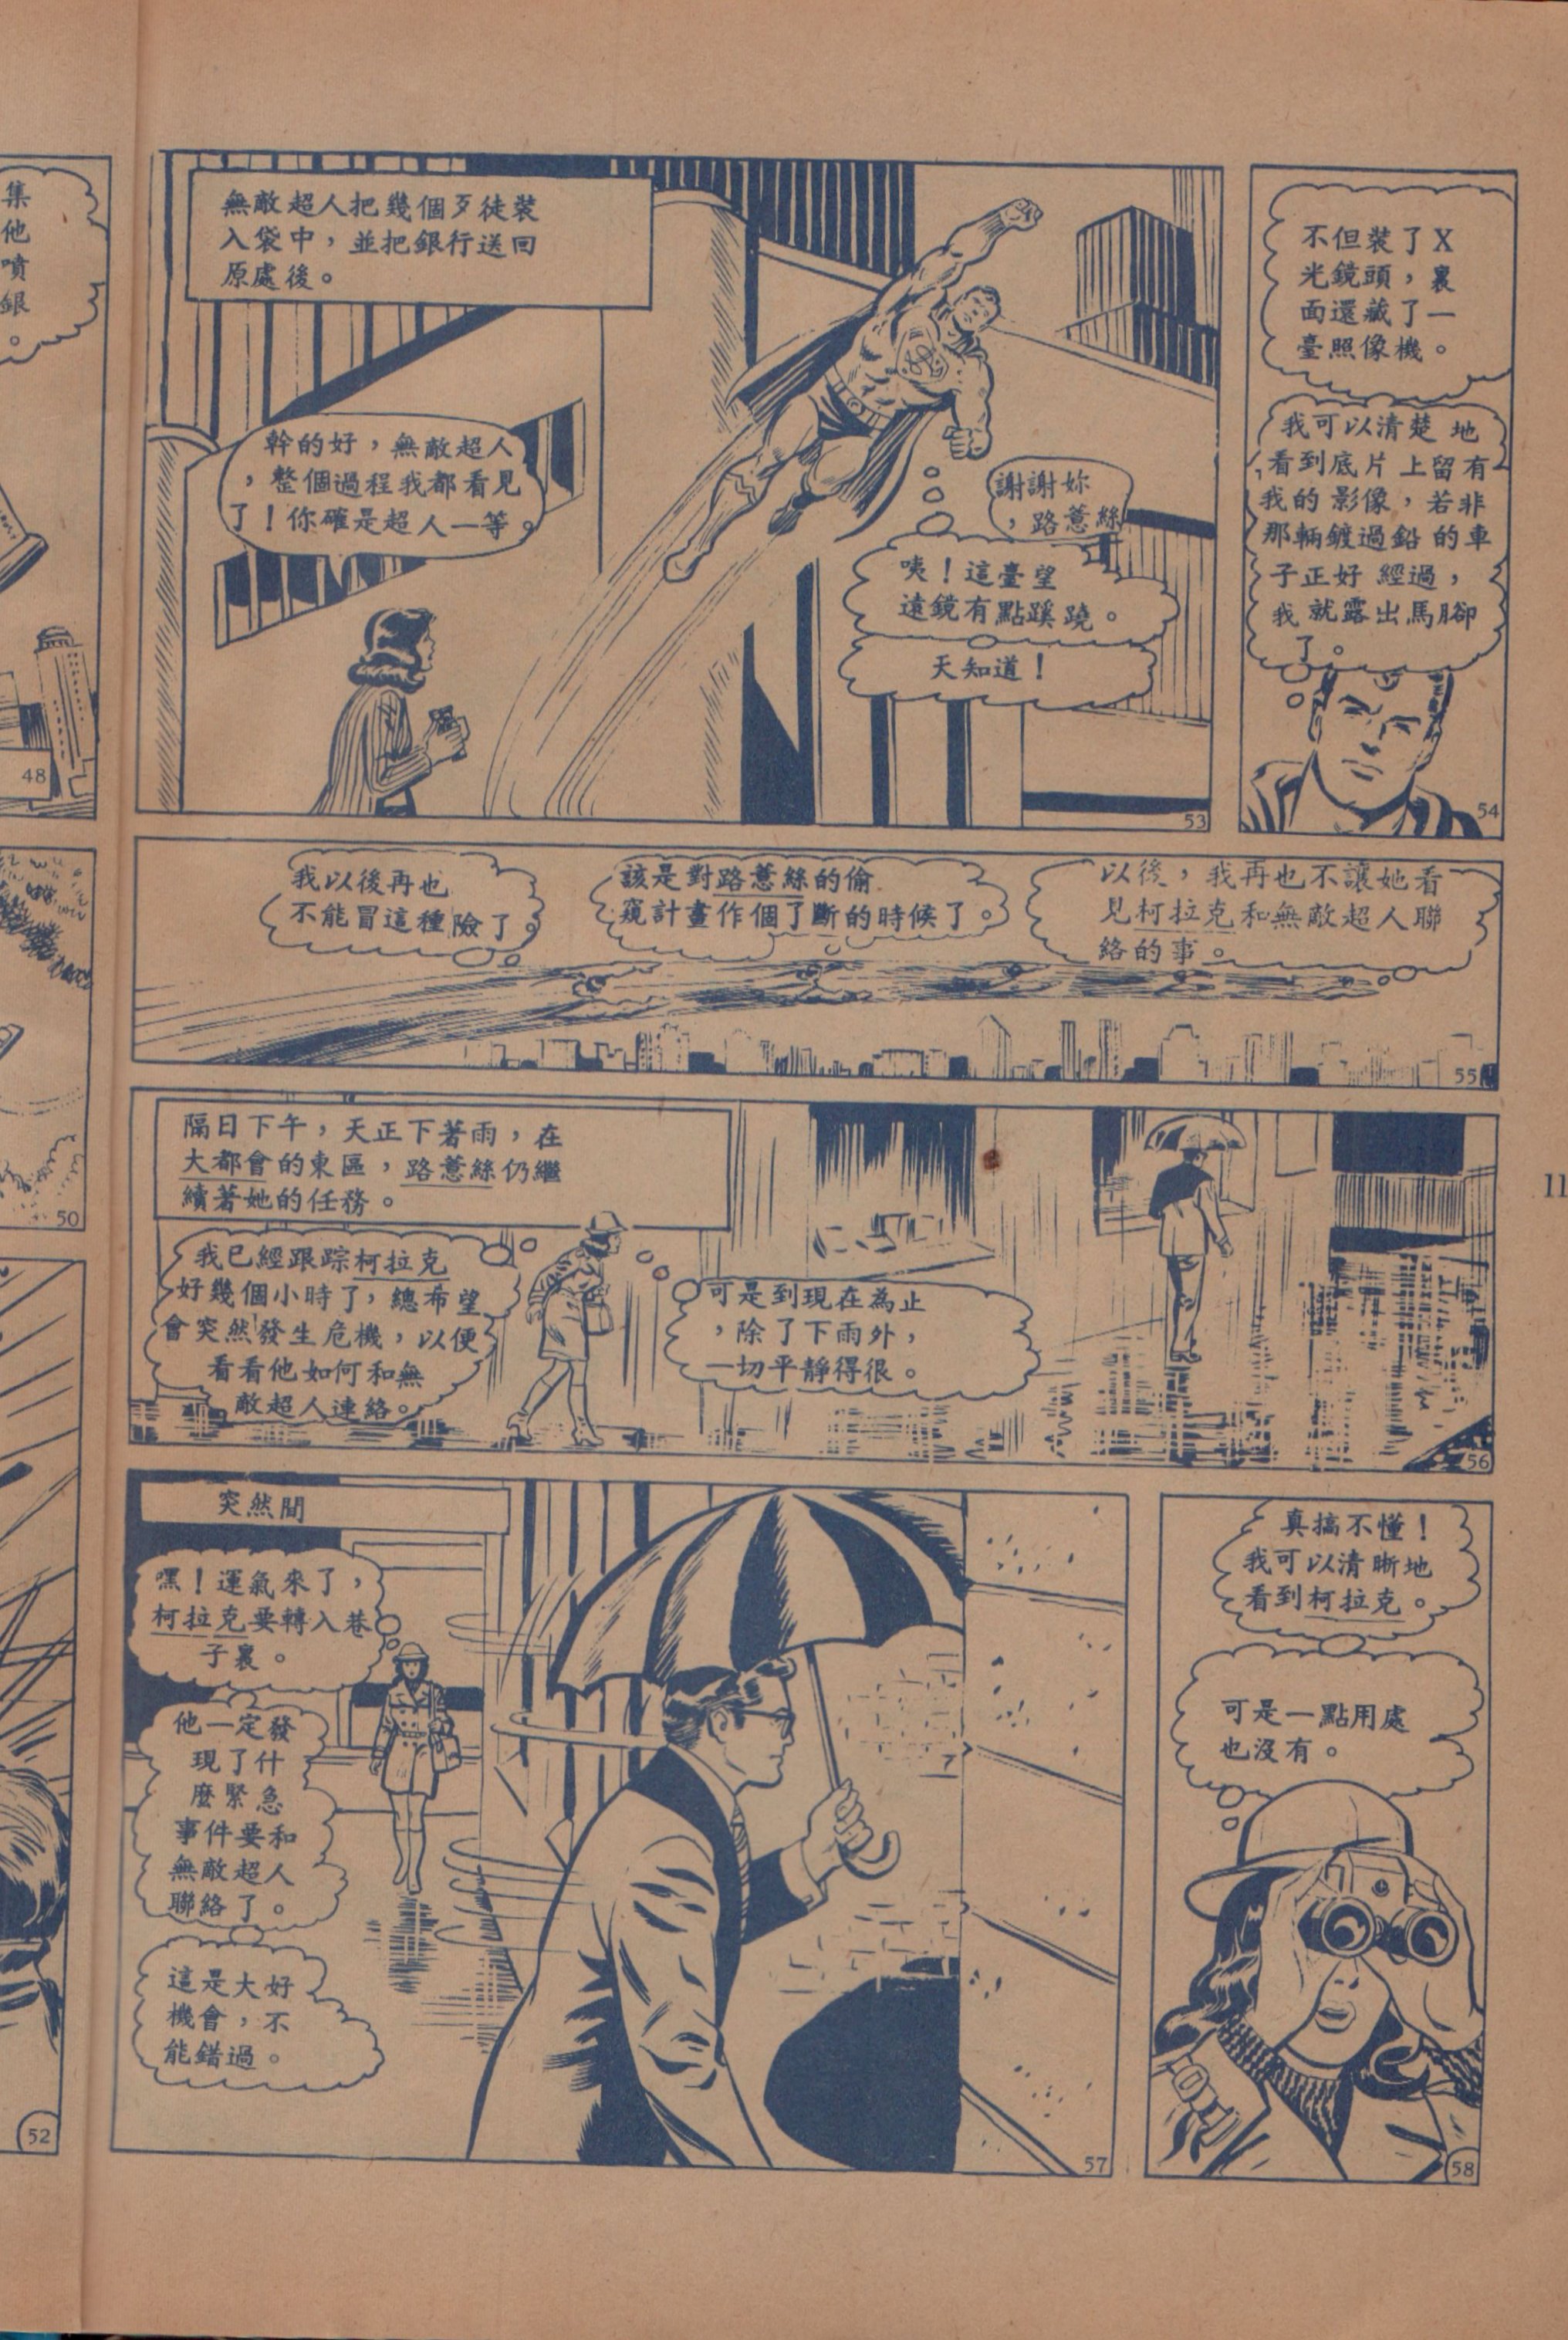 集
他
噴
銀
。
48
50
52
無敵超人把幾個歹徒裝
入袋中，並把銀行送回
原處後。
幹的好，無敵超人
，整個過程我都看見
了！你確是超人一等。
謝謝妳
，路薏絲
咦！這臺望
遠鏡有點蹊蹺。
天知道！
53
不但裝了X
光鏡頭，裏
面還藏了一
臺照像機。
我可以清楚地
看到底片上留有
我的影像，若非
那輛鍍過鉛的車
子正好經過，
我就露出馬腳
了。
54
我以後再也
不能冒這種險了。
該是對路薏絲的偷
窺計畫作個了斷的時候了。
以後，我再也不讓她看
見柯拉克和無敵超人聯
絡的事。
55
隔日下午，天正下著雨，在
大都會的東區，路薏絲仍繼
續著她的任務。
我已經跟踪柯拉克
好幾個小時了，總希望
會突然發生危機，以便
看看他如何和無
敵超人連絡。
可是到現在為止
，除了下雨外，
一切平靜得很。
56
11
突然間
嘿！運氣來了，
柯拉克要轉入巷
子裏。
他一定發
現了什
麼緊急
事件要和
無敵超人
聯絡了。
這是大好
機會，不
能錯過。
57
真搞不懂！
我可以清晰地
看到柯拉克。
可是一點用處
也沒有。
58